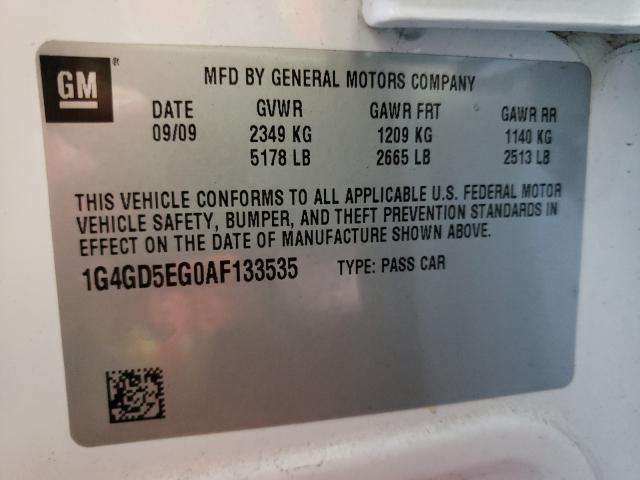 GM®
MFD BY GENERAL MOTORS COMPANY
DATE GVWR GAWR FRT GAWR RR
09/09 2349 KG 1209 KG 1140 KG
5178 LB 2665 LB 2513 LB
THIS VEHICLE CONFORMS TO ALL APPLICABLE U.S. FEDERAL MOTOR
VEHICLE SAFETY, BUMPER, AND THEFT PREVENTION STANDARDS IN
EFFECT ON THE DATE OF MANUFACTURE SHOWN ABOVE.
1G4GD5EG0AF133535 TYPE: PASS CAR